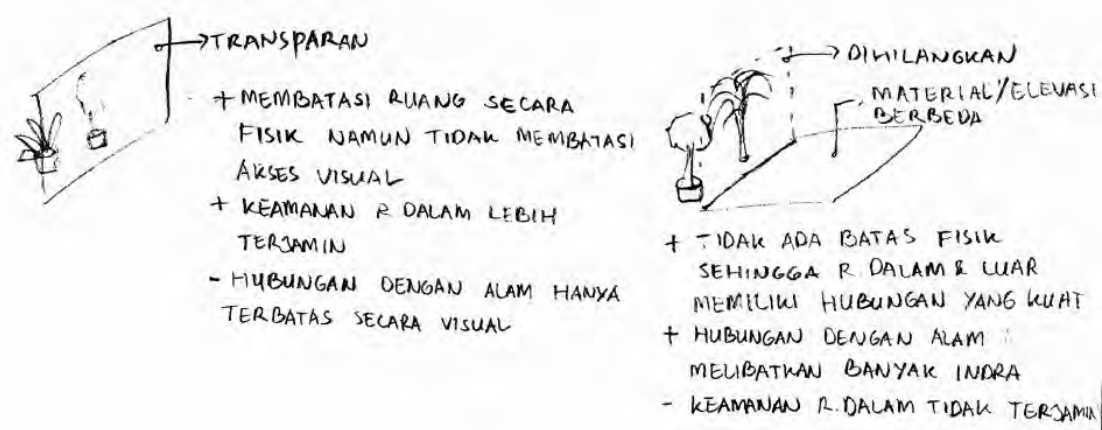 TRANSPARAN
+ MEMBATASI RUANG SECARA
FISIK NAMUN TIDAK MEMBATASI
AKSES VISUAL
+ KEAMANAN R DALAM LEBIH
TERJAMIN
- HUBUNGAN DENGAN ALAM HANYA
TERBATAS SECARA VISUAL
DIHILANGKAN
MATERIAL/ELEVASI
BERBEDA
+ TIDAK ADA BATAS FISIK
SEHINGGA R. DALAM & LUAR
MEMILIKI HUBUNGAN YANG KUAT
+ HUBUNGAN DENGAN ALAM
MELIBATKAN BANYAK INDRA
- KEAMANAN R. DALAM TIDAK TERJAMIN